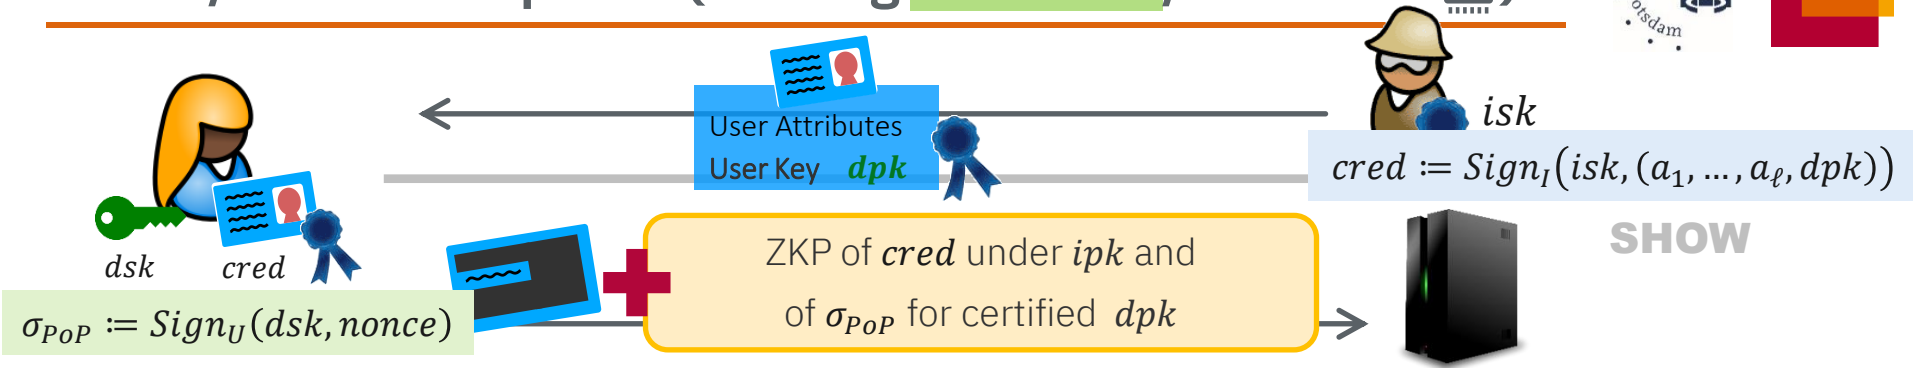 otsdam
User Attributes
User Key dpk
isk
cred ≔ Sign_I(isk, (a_1, …, a_ℓ, dpk))
SHOW
dsk cred
ZKP of cred under ipk and
of σ_PoP for certified dpk
σ_PoP ≔ Sign_U(dsk, nonce)